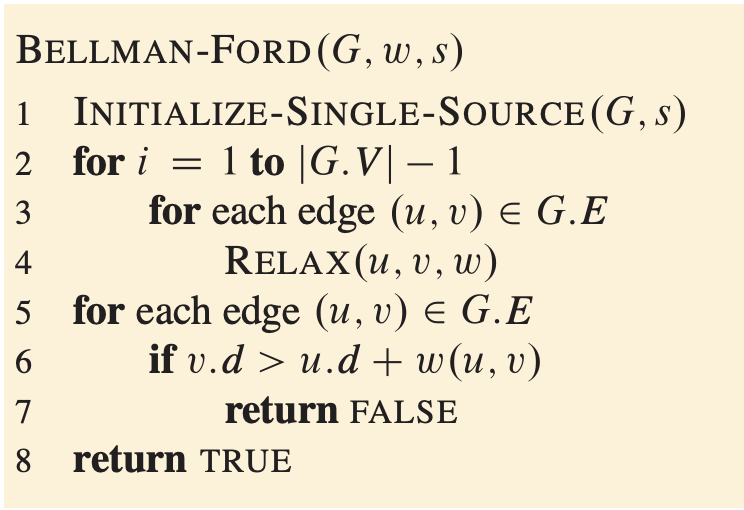 BELLMAN-FORD(G, w, s)
1 INITIALIZE-SINGLE-SOURCE(G, s)
2 for i = 1 to |G.V| − 1
3 for each edge (u, v) ∈ G.E
4 RELAX(u, v, w)
5 for each edge (u, v) ∈ G.E
6 if v.d > u.d + w(u, v)
7 return FALSE
8 return TRUE